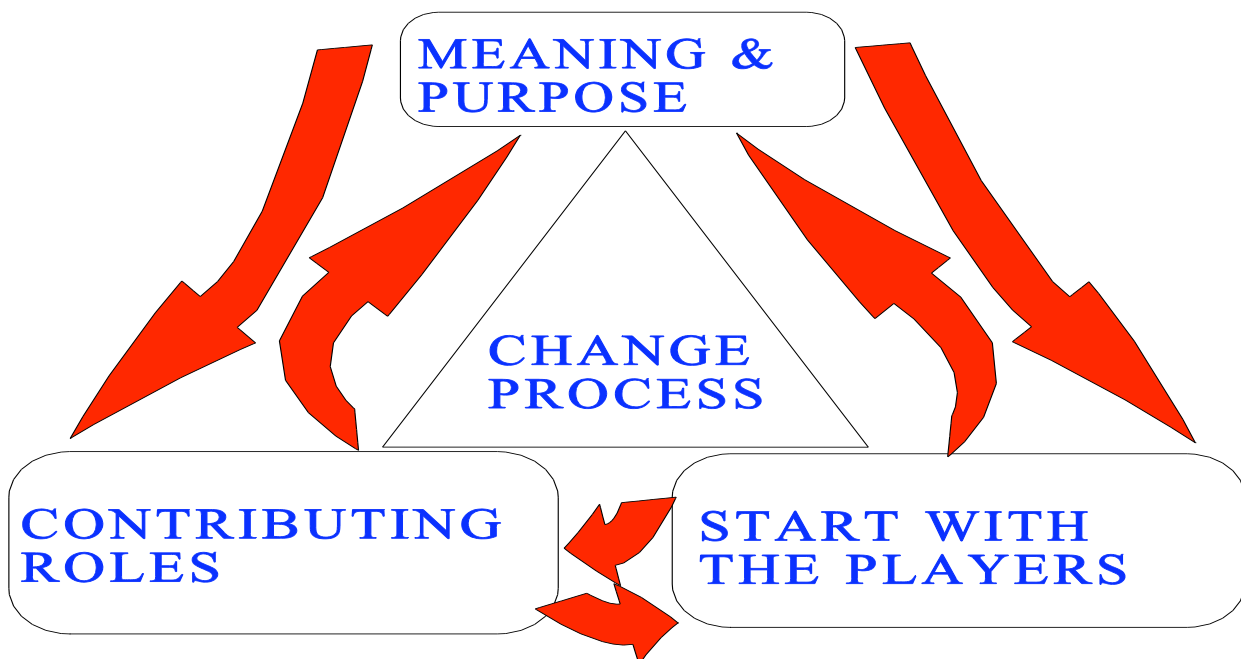 MEANING &
PURPOSE
CHANGE
PROCESS
CONTRIBUTING
ROLES
START WITH
THE PLAYERS